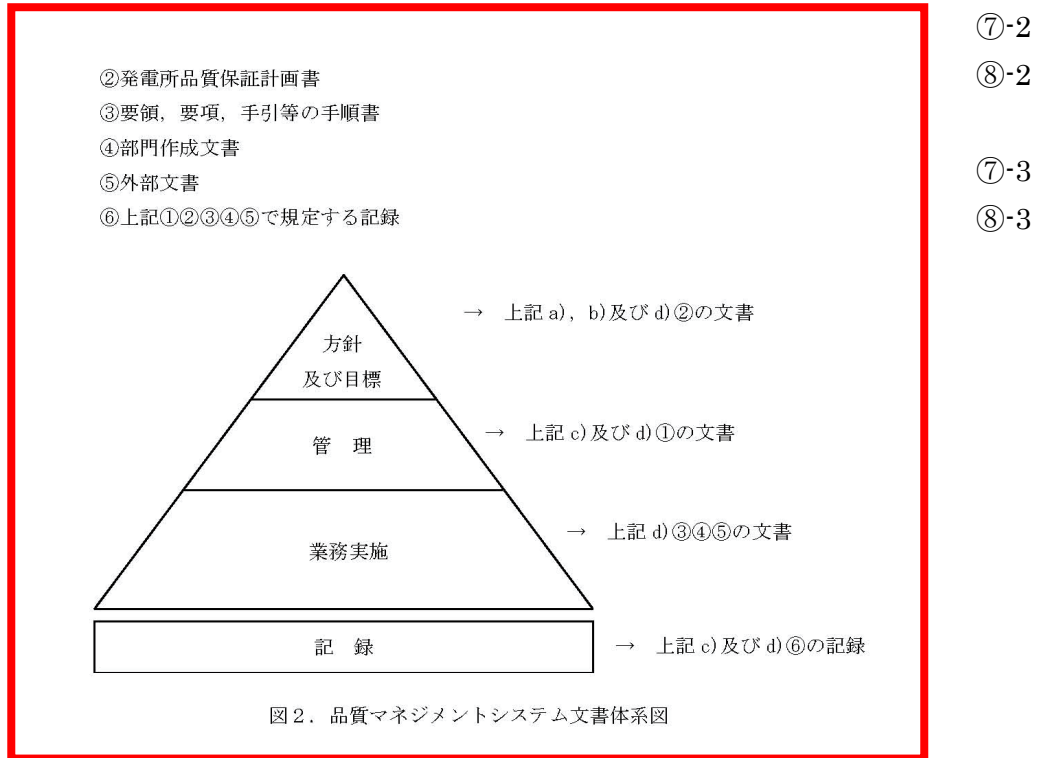 ②発電所品質保証計画書
③要領，要項，手引等の手順書
④部門作成文書
⑤外部文書
⑥上記①②③④⑤で規定する記録
方針
及び目標
→ 上記 a)，b)及び d)②の文書
管 理
→ 上記 c)及び d)①の文書
業務実施
→ 上記 d)③④⑤の文書
記 録
→ 上記 c)及び d)⑥の記録
図２．品質マネジメントシステム文書体系図
⑦-2
⑧-2
⑦-3
⑧-3